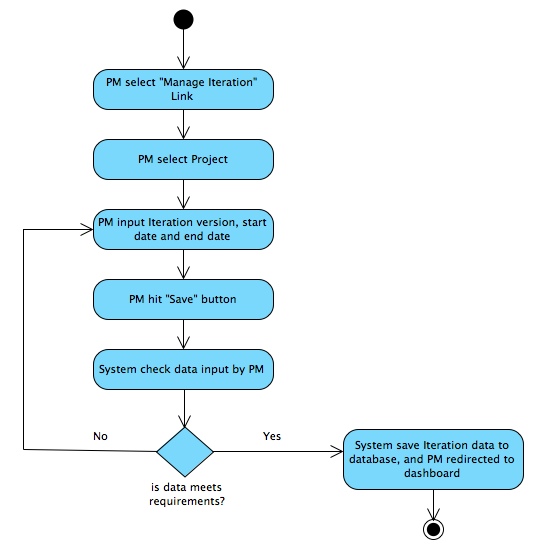 PM select "Manage Iteration"
Link
PM select Project
PM input Iteration version, start
date and end date
PM hit "Save" button
System check data input by PM
No
Yes
is data meets
requirements?
System save Iteration data to
database, and PM redirected to
dashboard